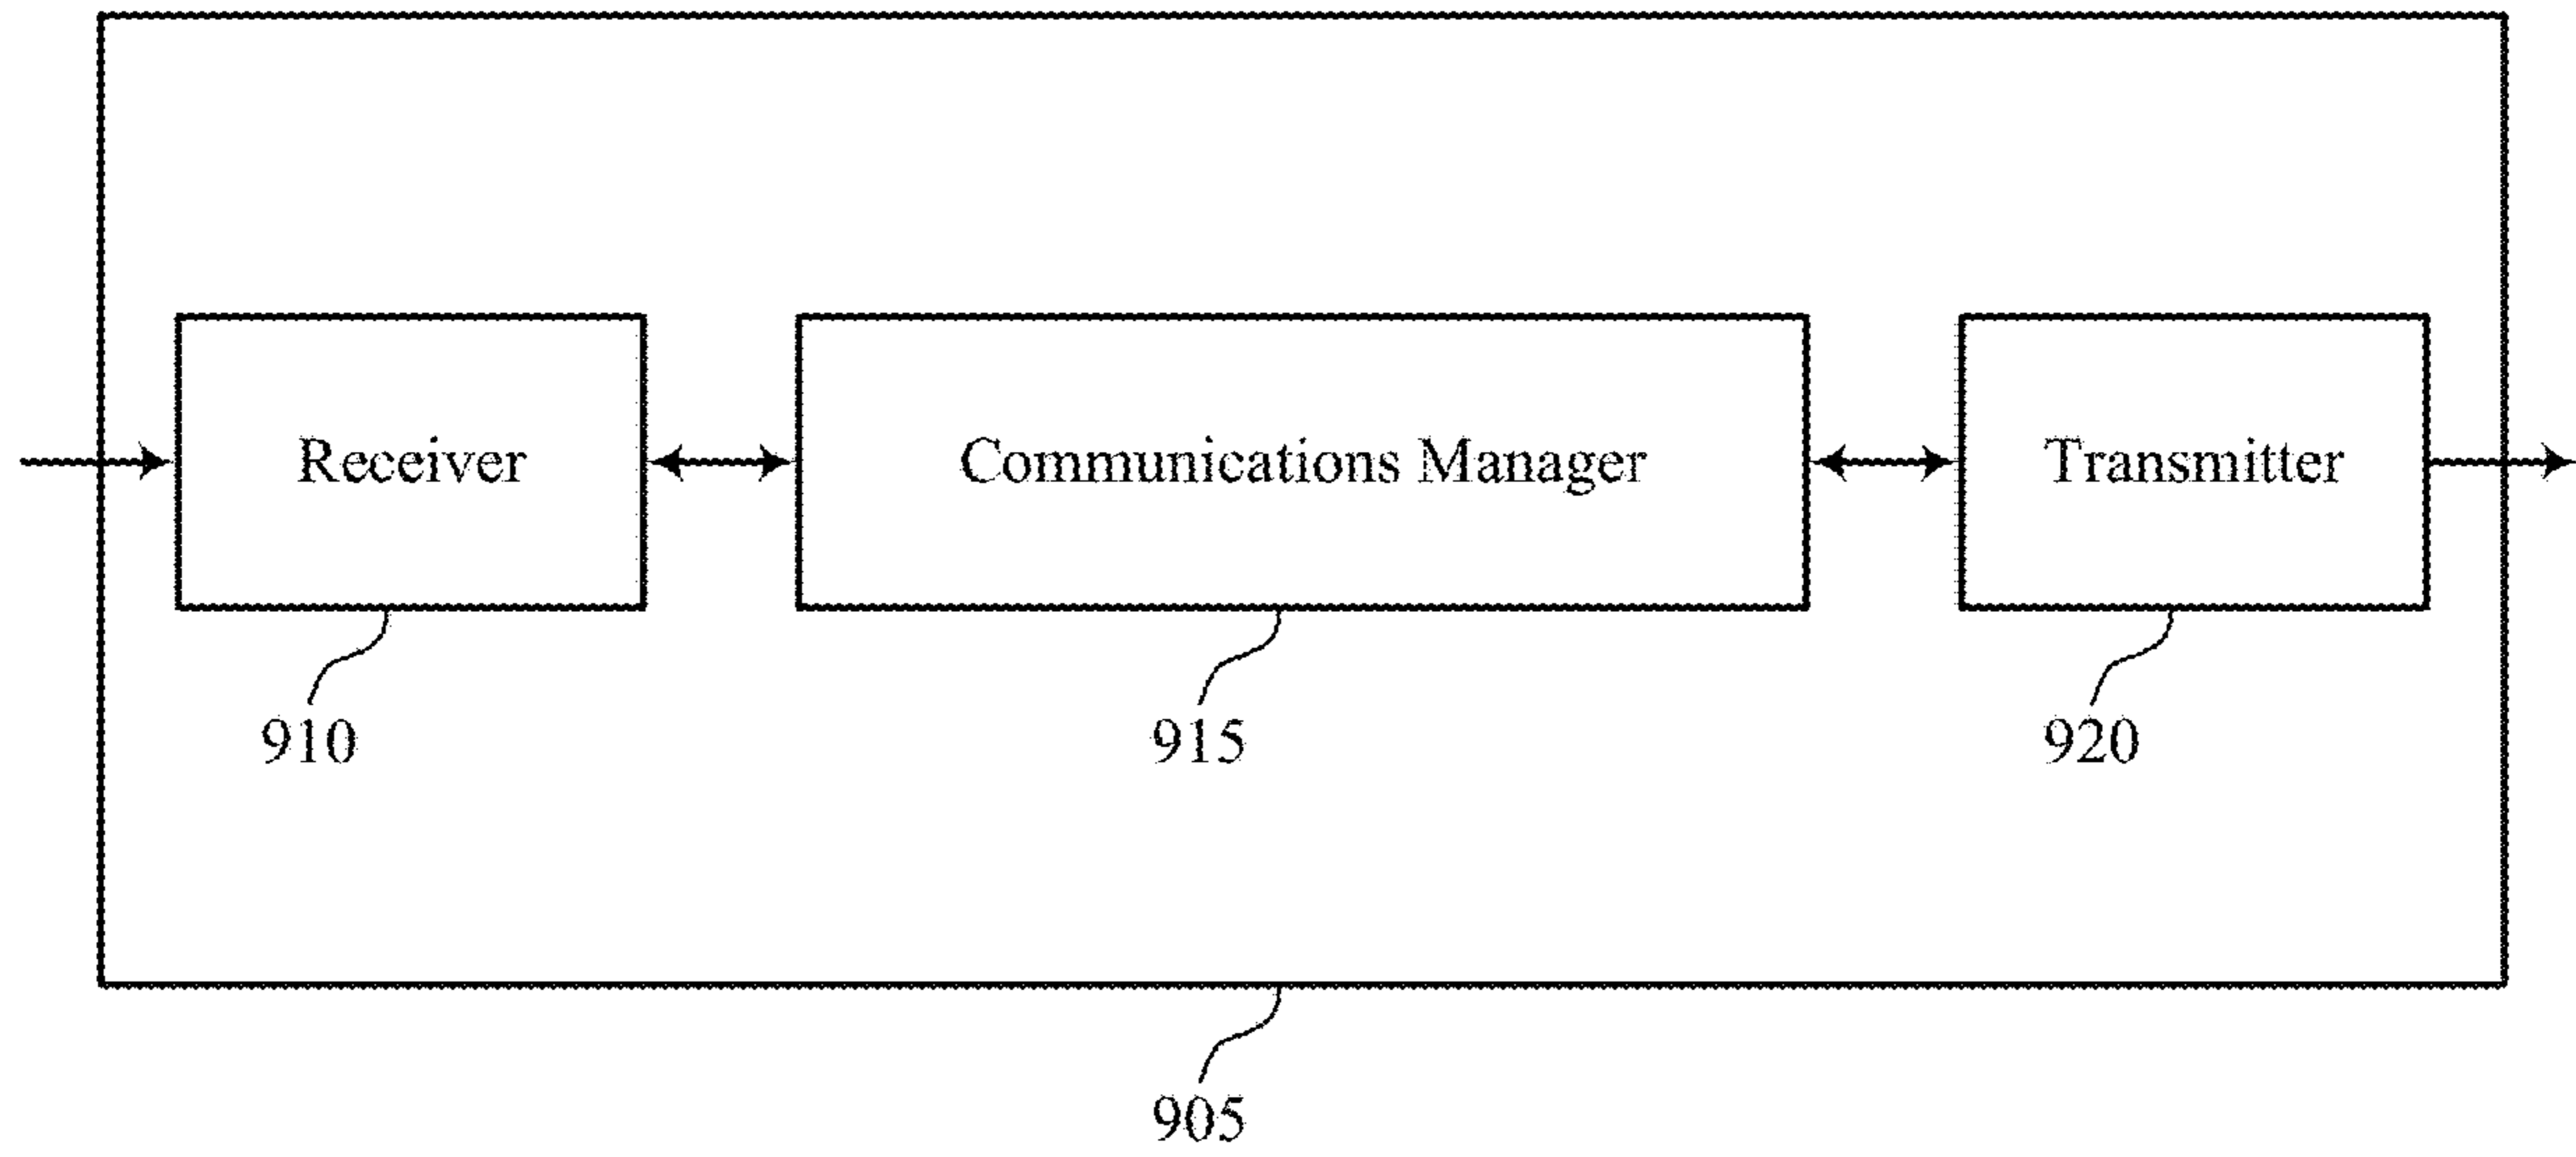 Receiver
Communications Manager
Transmitter
910
915
920
905